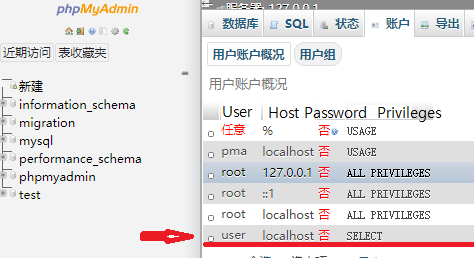 phpMyAdmin
近期访问 表收藏夹
新建
information_schema
migration
mysql
performance_schema
phpmyadmin
test
服务器: 127.0.0.1
数据库 SQL 状态 账户 导出
用户账户概况 用户组
用户账户概况
User Host Password Privileges
任意 % 否 USAGE
pma localhost 否 USAGE
root 127.0.0.1 否 ALL PRIVILEGES
root ::1 否 ALL PRIVILEGES
root localhost 否 ALL PRIVILEGES
user localhost 否 SELECT